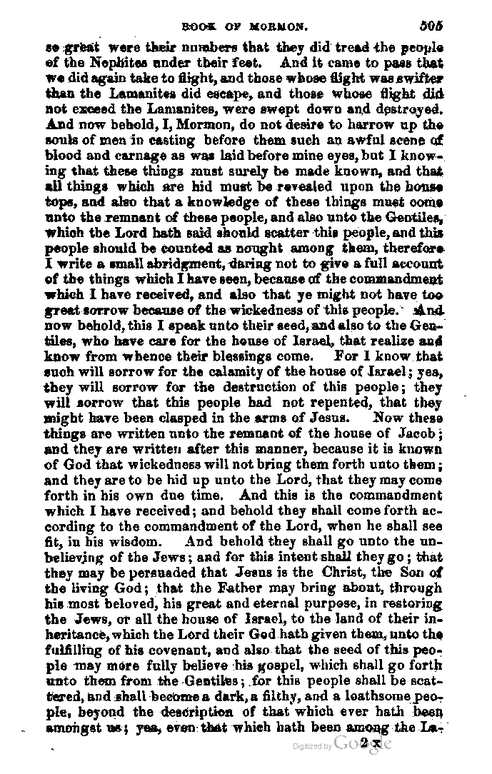 BOOK OF MORMON. 505
so great were their numbers that they did tread the people
of the Nephites under their feet. And it came to pass that
we did again take to flight, and those whose flight was swifter
than the Lamanites did escape, and those whose flight did
not exceed the Lamanites, were swept down and destroyed.
And now behold, I, Mormon, do not desire to harrow up the
souls of men in casting before them such an awful scene of
blood and carnage as was laid before mine eyes, but I know-
ing that these things must surely be made known, and that
all things which are hid must be revealed upon the house
tops, and also that a knowledge of these things must come
unto the remnant of these people, and also unto the Gentiles,
which the Lord hath said should scatter this people, and this
people should be counted as nought among them, therefore
I write a small abridgment, daring not to give a full account
of the things which I have seen, because of the commandment
which I have received, and also that ye might not have too
great sorrow because of the wickedness of this people. And
now behold, this I speak unto their seed, and also to the Gen-
tiles, who have care for the house of Israel, that realize and
know from whence their blessings come. For I know that
such will sorrow for the calamity of the house of Israel; yea,
they will sorrow for the destruction of this people; they
will sorrow that this people had not repented, that they
might have been clasped in the arms of Jesus. Now these
things are written unto the remnant of the house of Jacob;
and they are written after this manner, because it is known
of God that wickedness will not bring them forth unto them;
and they are to be hid up unto the Lord, that they may come
forth in his own due time. And this is the commandment
which I have received; and behold they shall come forth ac-
cording to the commandment of the Lord, when he shall see
fit, in his wisdom. And behold they shall go unto the un-
believing of the Jews; and for this intent shall they go; that
they may be persuaded that Jesus is the Christ, the Son of
the living God; that the Father may bring about, through
his most beloved, his great and eternal purpose, in restoring
the Jews, or all the house of Israel, to the land of their in-
heritance, which the Lord their God hath given them, unto the
fulfilling of his covenant, and also that the seed of this peo-
ple may more fully believe his gospel, which shall go forth
unto them from the Gentiles; for this people shall be scat-
tered, and shall become a dark, a filthy, and a loathsome peo-
ple, beyond the description of that which ever hath been
amongst us; yea, even that which hath been among the La-
Digitized by Google 2 x